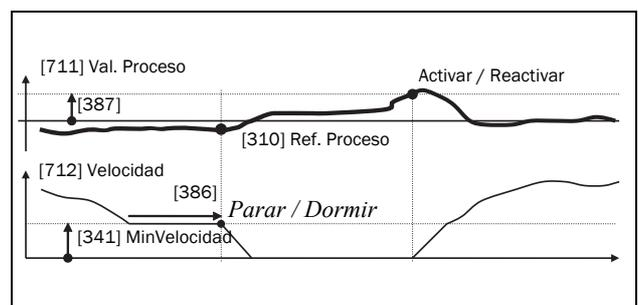 [711] Val. Proceso
Activar / Reactivar
[387]
[310] Ref. Proceso
[712] Velocidad
[386]
Parar / Dormir
[341] MinVelocidad